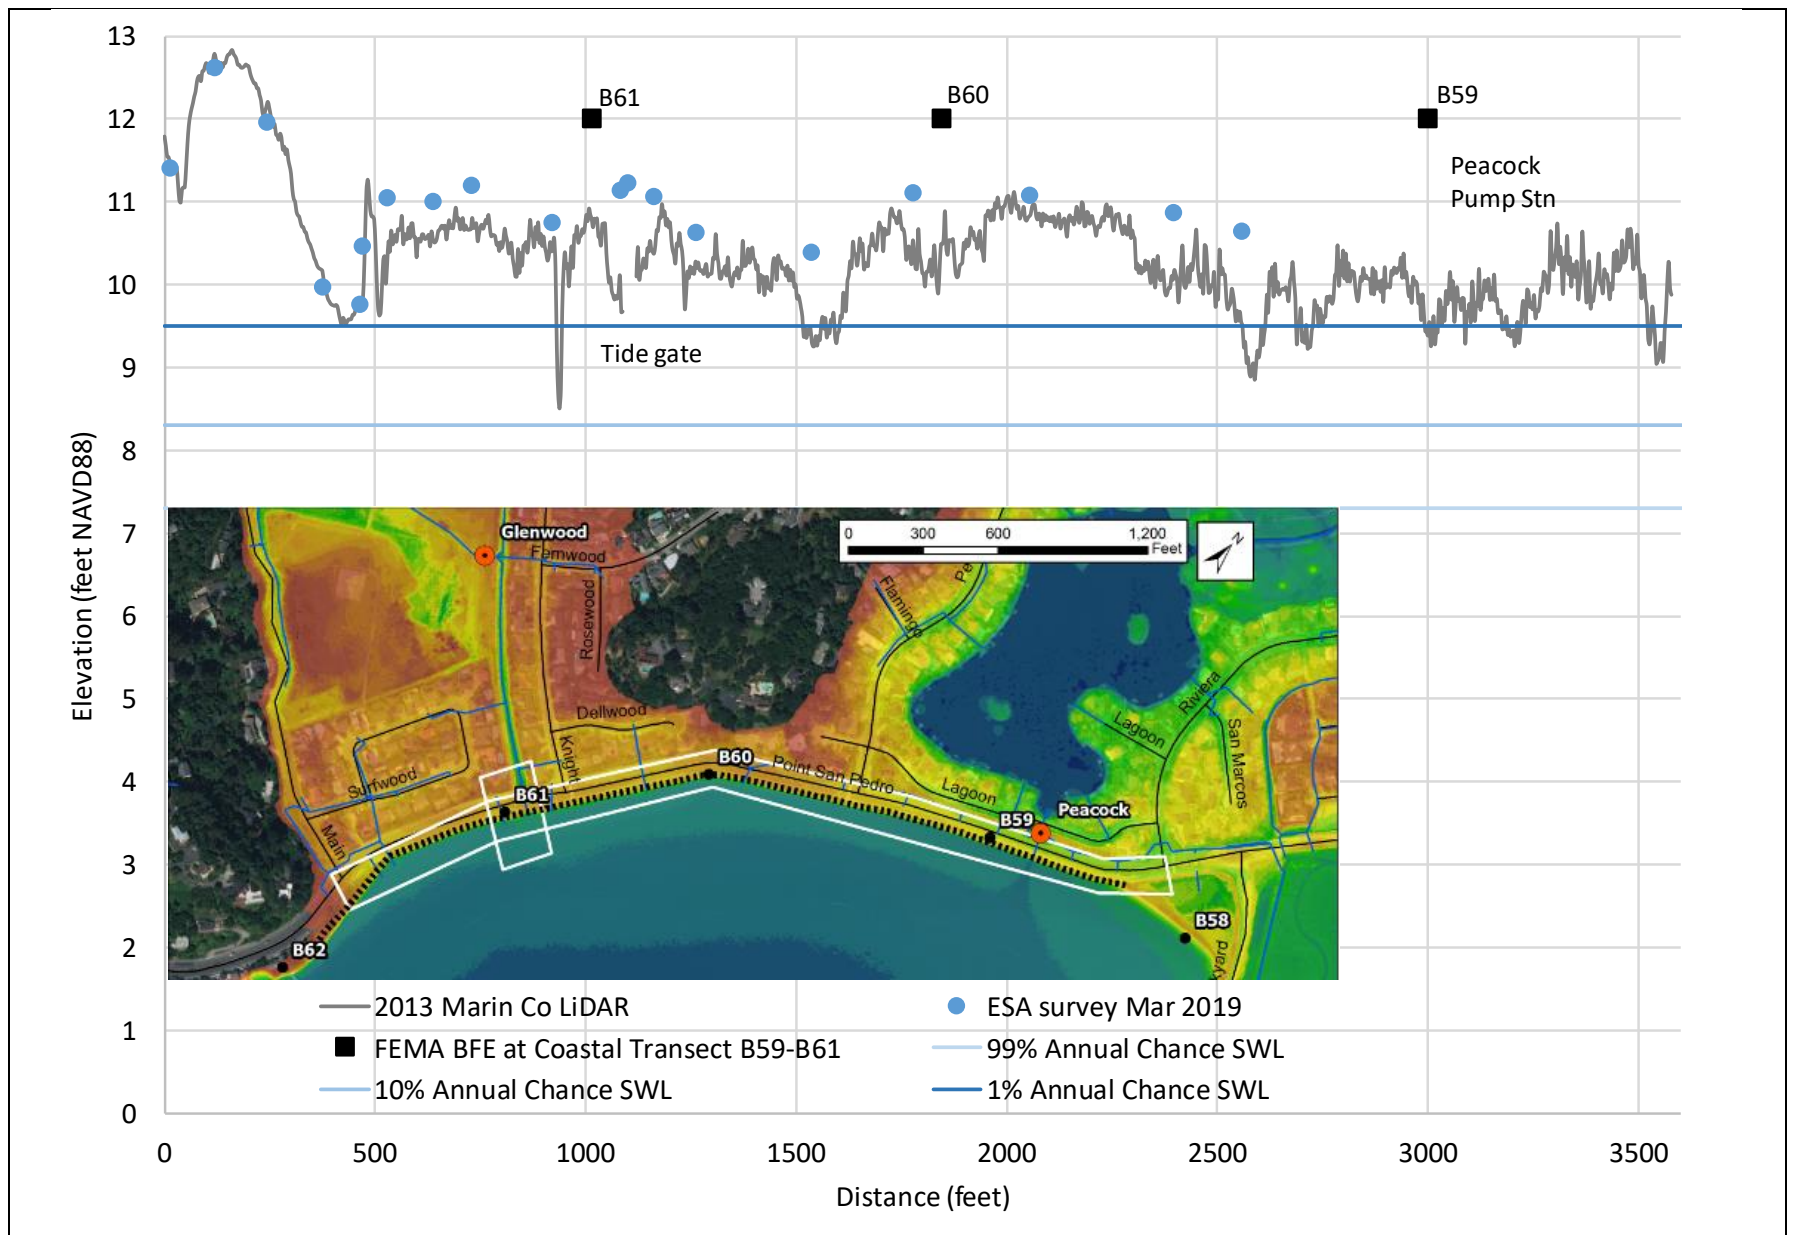 13
12
11
10
9
8
7
6
5
4
3
2
1
0
Elevation (feet NAVD88)
B61
B60
B59
Peacock
Pump Stn
Tide gate
0 300 600 1,200
Feet
N
Glenwood
Fernwood
Rosewood
Flamingo
Pe
Dellwood
Knight
Surfwood
Main
B62
B61
B60
Point San Pedro
Lagoon
B59
Peacock
Lagoon
Riviera
San Marcos
B58
kyard
2013 Marin Co LiDAR
ESA survey Mar 2019
FEMA BFE at Coastal Transect B59-B61
99% Annual Chance SWL
10% Annual Chance SWL
1% Annual Chance SWL
0 500 1000 1500 2000 2500 3000 3500
Distance (feet)